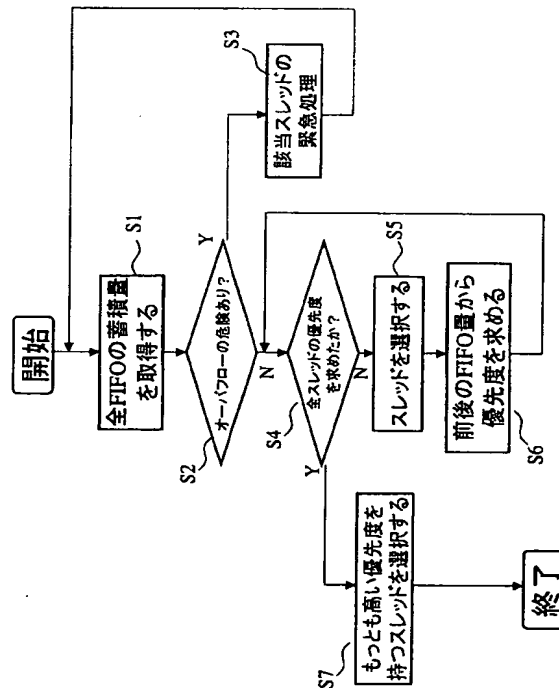 開始
全FIFOの蓄積量
を取得する
S1
オーバフローの危険あり?
S2
Y
N
該当スレッドの
緊急処理
S3
全スレッドの優先度
を求めたか?
S4
Y
N
スレッドを選択する
S5
前後のFIFO量から
優先度を求める
S6
もっとも高い優先度を
持つスレッドを選択する
S7
終了